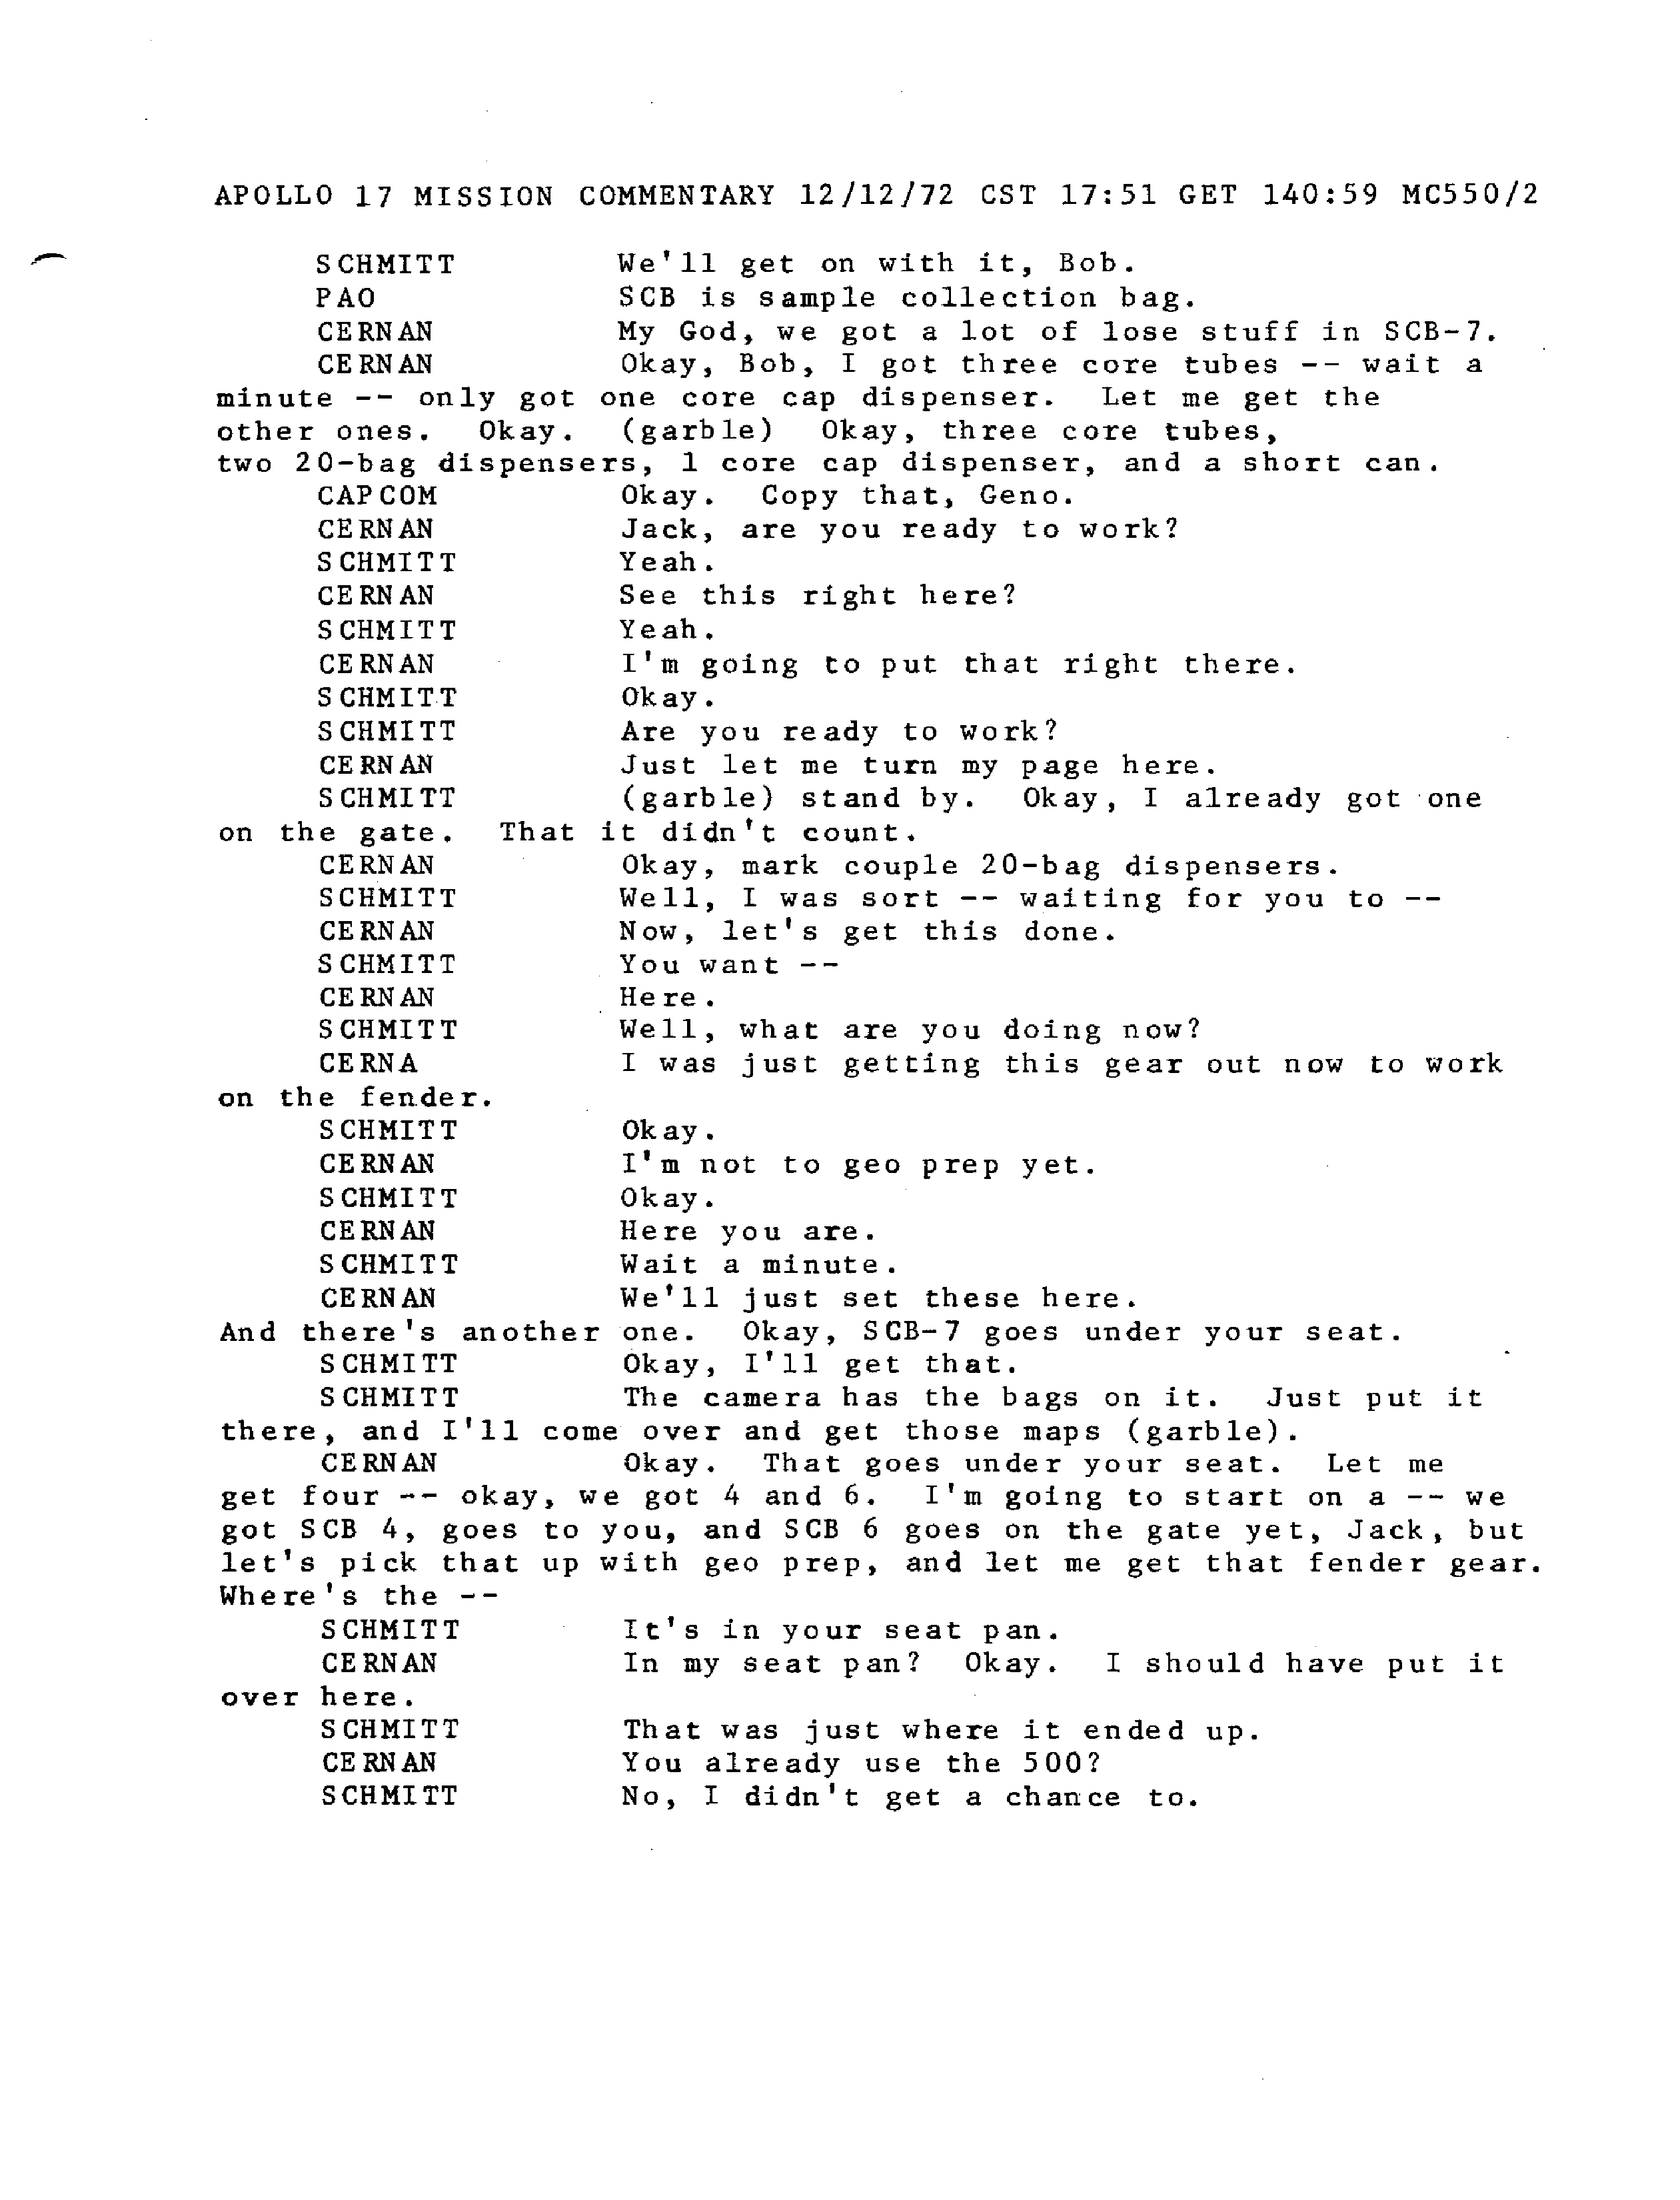 APOLLO 17 MISSION COMMENTARY 12/12/72 CST 17:51 GET 140:59 MC550/2
SCHMITT We'll get on with it, Bob.
PAO SCB is sample collection bag.
CERNAN My God, we got a lot of lose stuff in SCB-7.
CERNAN Okay, Bob, I got three core tubes -- wait a
minute -- only got one core cap dispenser. Let me get the
other ones. Okay. (garble) Okay, three core tubes,
two 20-bag dispensers, 1 core cap dispenser, and a short can.
CAPCOM Okay. Copy that, Geno.
CERNAN Jack, are you ready to work?
SCHMITT Yeah.
CERNAN See this right here?
SCHMITT Yeah.
CERNAN I'm going to put that right there.
SCHMITT Okay.
SCHMITT Are you ready to work?
CERNAN Just let me turn my page here.
SCHMITT (garble) stand by. Okay, I already got one
on the gate. That it didn't count.
CERNAN Okay, mark couple 20-bag dispensers.
SCHMITT Well, I was sort -- waiting for you to --
CERNAN Now, let's get this done.
SCHMITT You want --
CERNAN Here.
SCHMITT Well, what are you doing now?
CERNA I was just getting this gear out now to work
on the fender.
SCHMITT Okay.
CERNAN I'm not to geo prep yet.
SCHMITT Okay.
CERNAN Here you are.
SCHMITT Wait a minute.
CERNAN We'll just set these here.
And there's another one. Okay, SCB-7 goes under your seat.
SCHMITT Okay, I'll get that.
SCHMITT The camera has the bags on it. Just put it
there, and I'll come over and get those maps (garble).
CERNAN Okay. That goes under your seat. Let me
get four -- okay, we got 4 and 6. I'm going to start on a -- we
got SCB 4, goes to you, and SCB 6 goes on the gate yet, Jack, but
let's pick that up with geo prep, and let me get that fender gear.
Where's the --
SCHMITT It's in your seat pan.
CERNAN In my seat pan? Okay. I should have put it
over here.
SCHMITT That was just where it ended up.
CERNAN You already use the 500?
SCHMITT No, I didn't get a chance to.